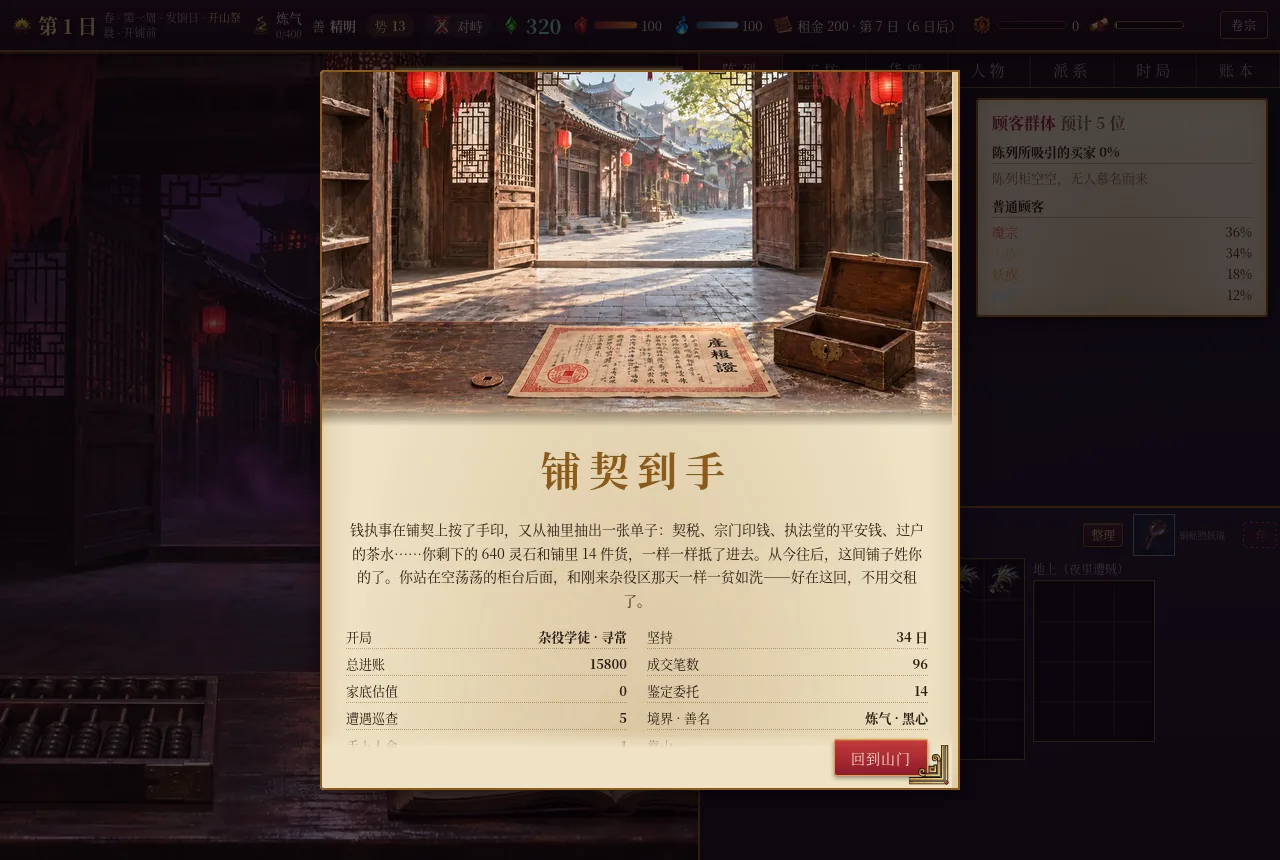 第 1 日
春 · 第一周 · 发饷日 · 开山祭
晨 · 开铺前
炼气
0/400
善 精明
势 13
对峙
320
100
100
租金 200 · 第 7 日（6 日后）
0
卷宗
陈列
人物
派系
时局
账本
顾客群体 预计 5 位
陈列所吸引的买家 0%
陈列柜空空，无人慕名而来
普通顾客
魔宗 36%
34%
妖族 18%
12%
產報證
铺契到手
钱执事在铺契上按了手印，又从袖里抽出一张单子：契税、宗门印钱、执法堂的平安钱、过户
的茶水……你剩下的 640 灵石和铺里 14 件货，一样一样抵了进去。从今往后，这间铺子姓你
的了。你站在空荡荡的柜台后面，和刚来杂役区那天一样一贫如洗——好在这回，不用交租
了。
开局 杂役学徒 · 寻常
坚持 34 日
总进账 15800
成交笔数 96
家底估值 0
鉴定委托 14
遭遇巡查 5
境界 · 善名 炼气 · 黑心
回到山门
整理
地上（夜里遭贼）